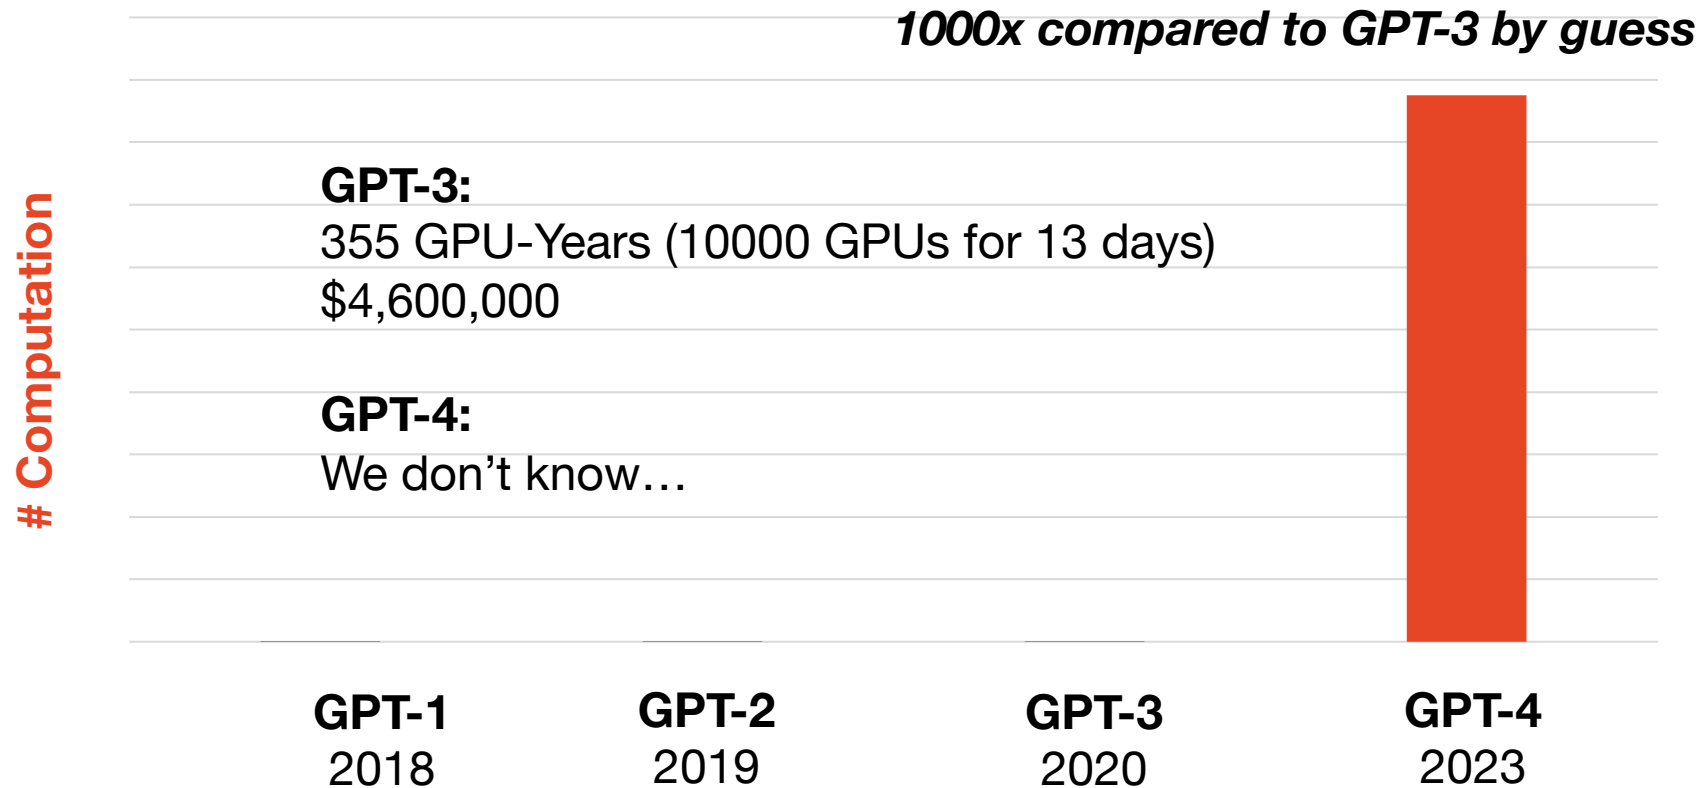 1000x compared to GPT-3 by guess
# Computation
GPT-3:
355 GPU-Years (10000 GPUs for 13 days)
$4,600,000
GPT-4:
We don’t know…
GPT-1
2018
GPT-2
2019
GPT-3
2020
GPT-4
2023